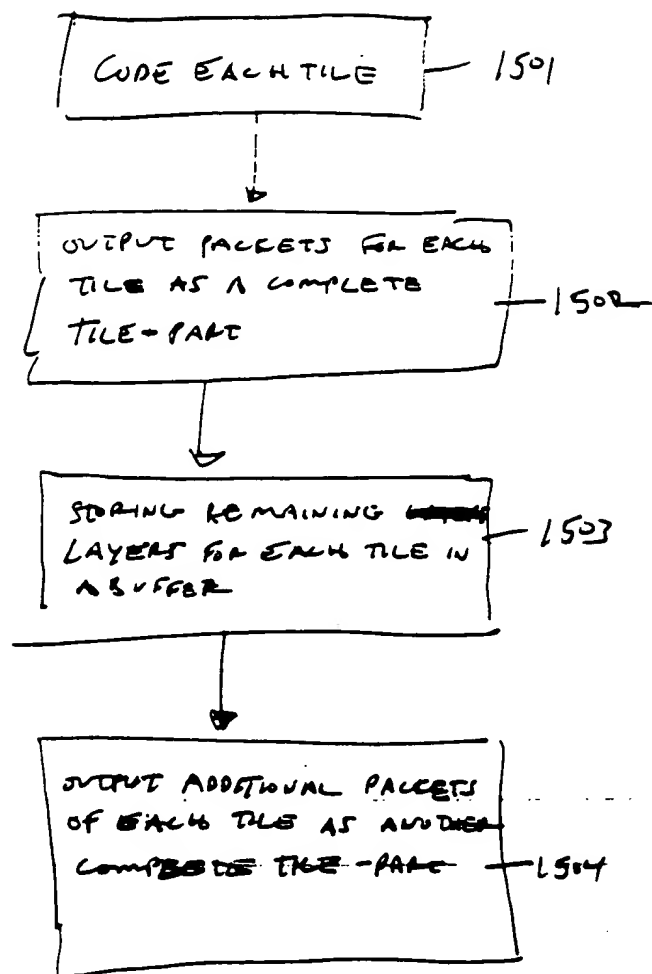 CODE EACH TILE
1501
OUTPUT PACKETS FOR EACH
TILE AS A COMPLETE
TILE-PART
1502
STORING REMAINING
LAYERS FOR EACH TILE IN
A BUFFER
1503
OUTPUT ADDITIONAL PACKETS
OF EACH TILE AS ANOTHER
COMPLETE TILE-PART
1504